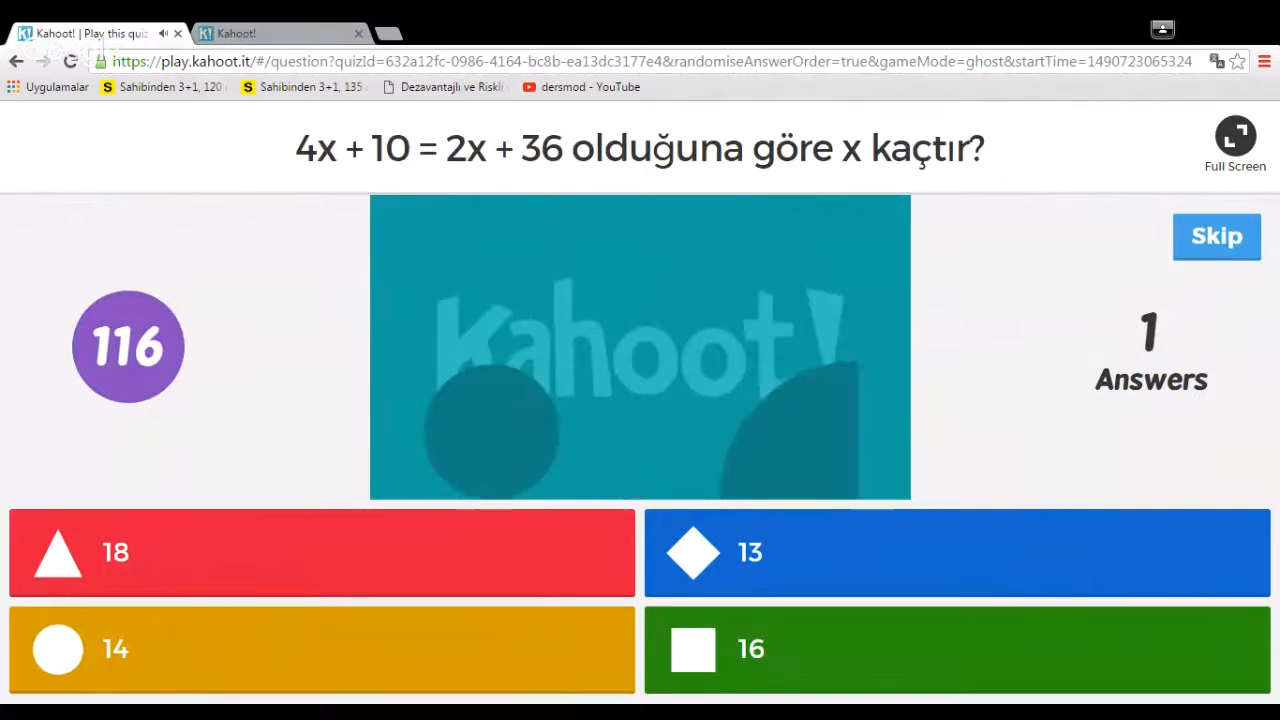 Kahoot! | Play this quiz
Kahoot!
https://play.kahoot.it/#/question?quizId=632a12fc-0986-4104-bc8b-ea13dc3177e4&randomiseAnswerOrder=true&gameMode=ghost&startTime=1490723065324
Uygulamalar
Sahibinden 3+1, 120
Sahibinden 3+1, 135
Dezavantajlı ve Riskli
dersmod - YouTube
4x + 10 = 2x + 36 olduğuna göre x kaçtır?
Full Screen
Skip
116
Kahoot!
1
Answers
18
13
14
16